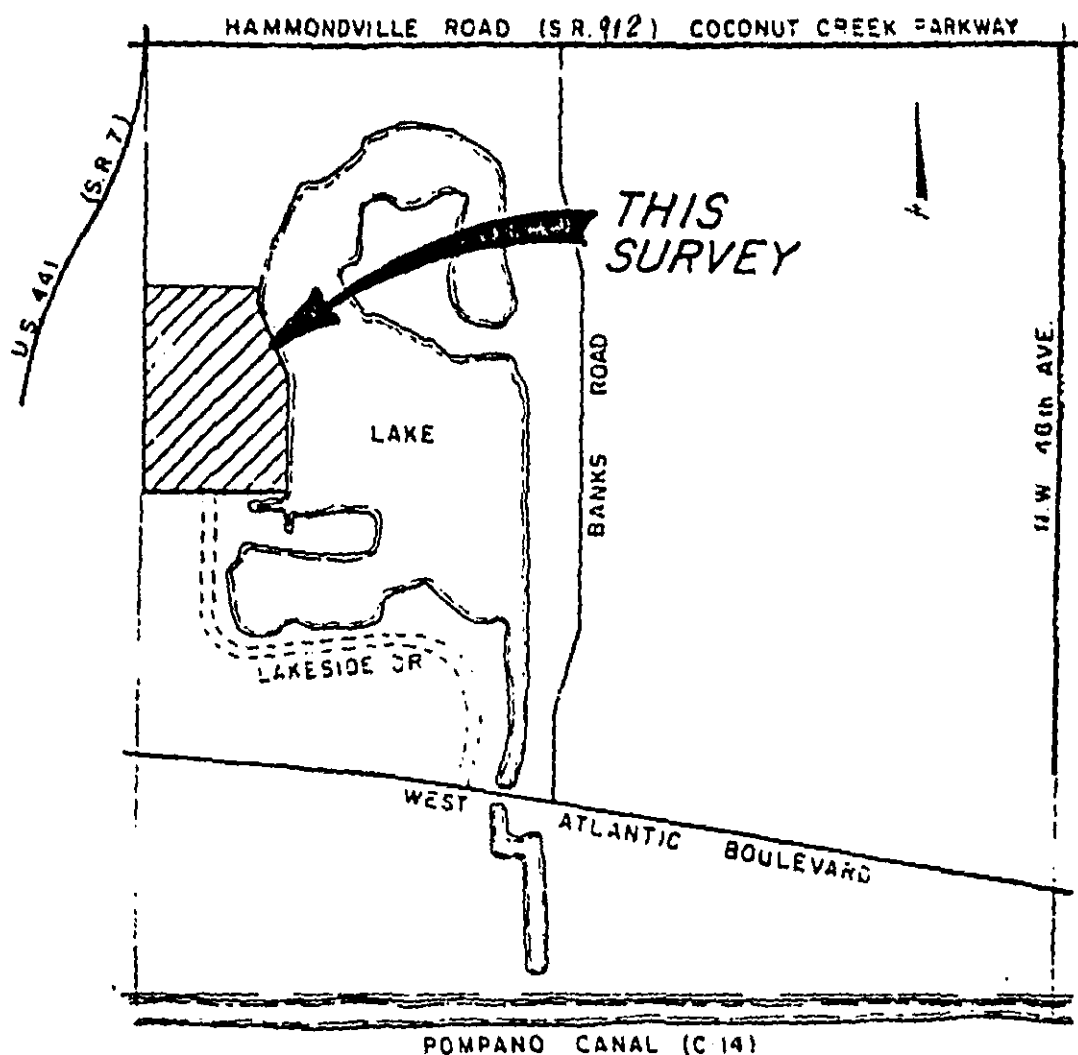 HAMMONDVILLE ROAD (S.R. 912) COCONUT CREEK PARKWAY
U.S. 441 (S.R. 7)
THIS
SURVEY
BANKS ROAD
N.W. 48th AVE.
LAKE
LAKESIDE DR
WEST ATLANTIC BOULEVARD
POMPANO CANAL (C-14)